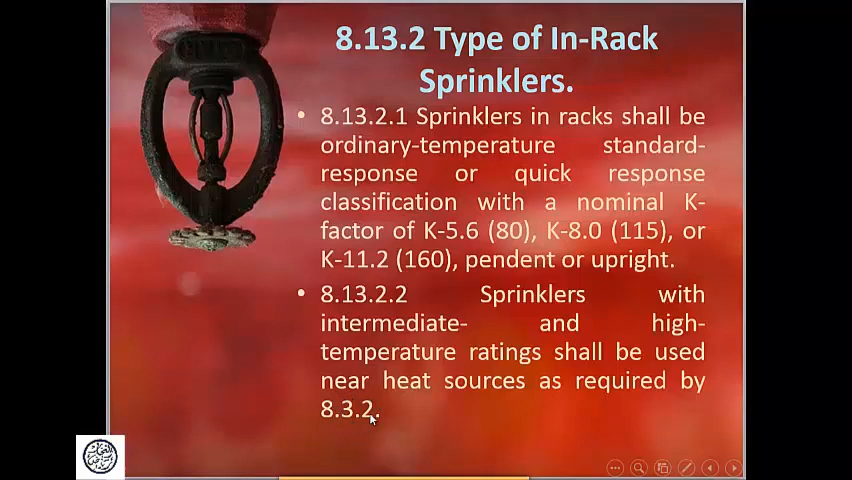 8.13.2 Type of In-Rack
Sprinklers.
• 8.13.2.1 Sprinklers in racks shall be
ordinary-temperature standard-
response or quick response
classification with a nominal K-
factor of K-5.6 (80), K-8.0 (115), or
K-11.2 (160), pendent or upright.
• 8.13.2.2 Sprinklers with
intermediate- and high-
temperature ratings shall be used
near heat sources as required by
8.3.2.